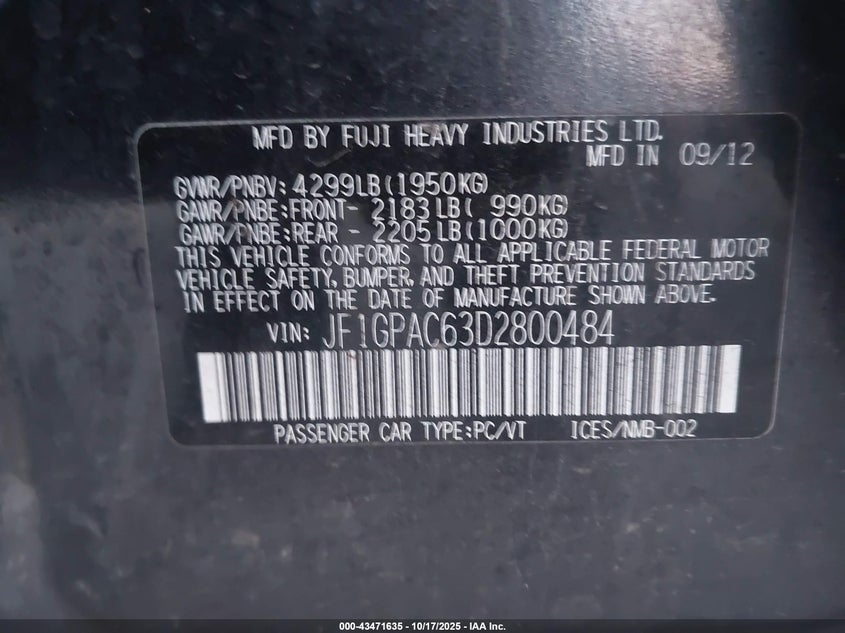 MFD BY FUJI HEAVY INDUSTRIES LTD.
MFD IN 09/12
GVWR/PNBV: 4299LB(1950KG)
GAWR/PNBE:FRONT- 2183LB( 990KG)
GAWR/PNBE:REAR - 2205LB(1000KG)
THIS VEHICLE CONFORMS TO ALL APPLICABLE FEDERAL MOTOR
VEHICLE SAFETY, BUMPER, AND THEFT PREVENTION STANDARDS
IN EFFECT ON THE DATE OF MANUFACTURE SHOWN ABOVE.
VIN: JF1GPAC63D2800484
PASSENGER CAR TYPE:PC/VT ICES/NMB-002
000-43471635 - 10/17/2025 - IAA Inc.